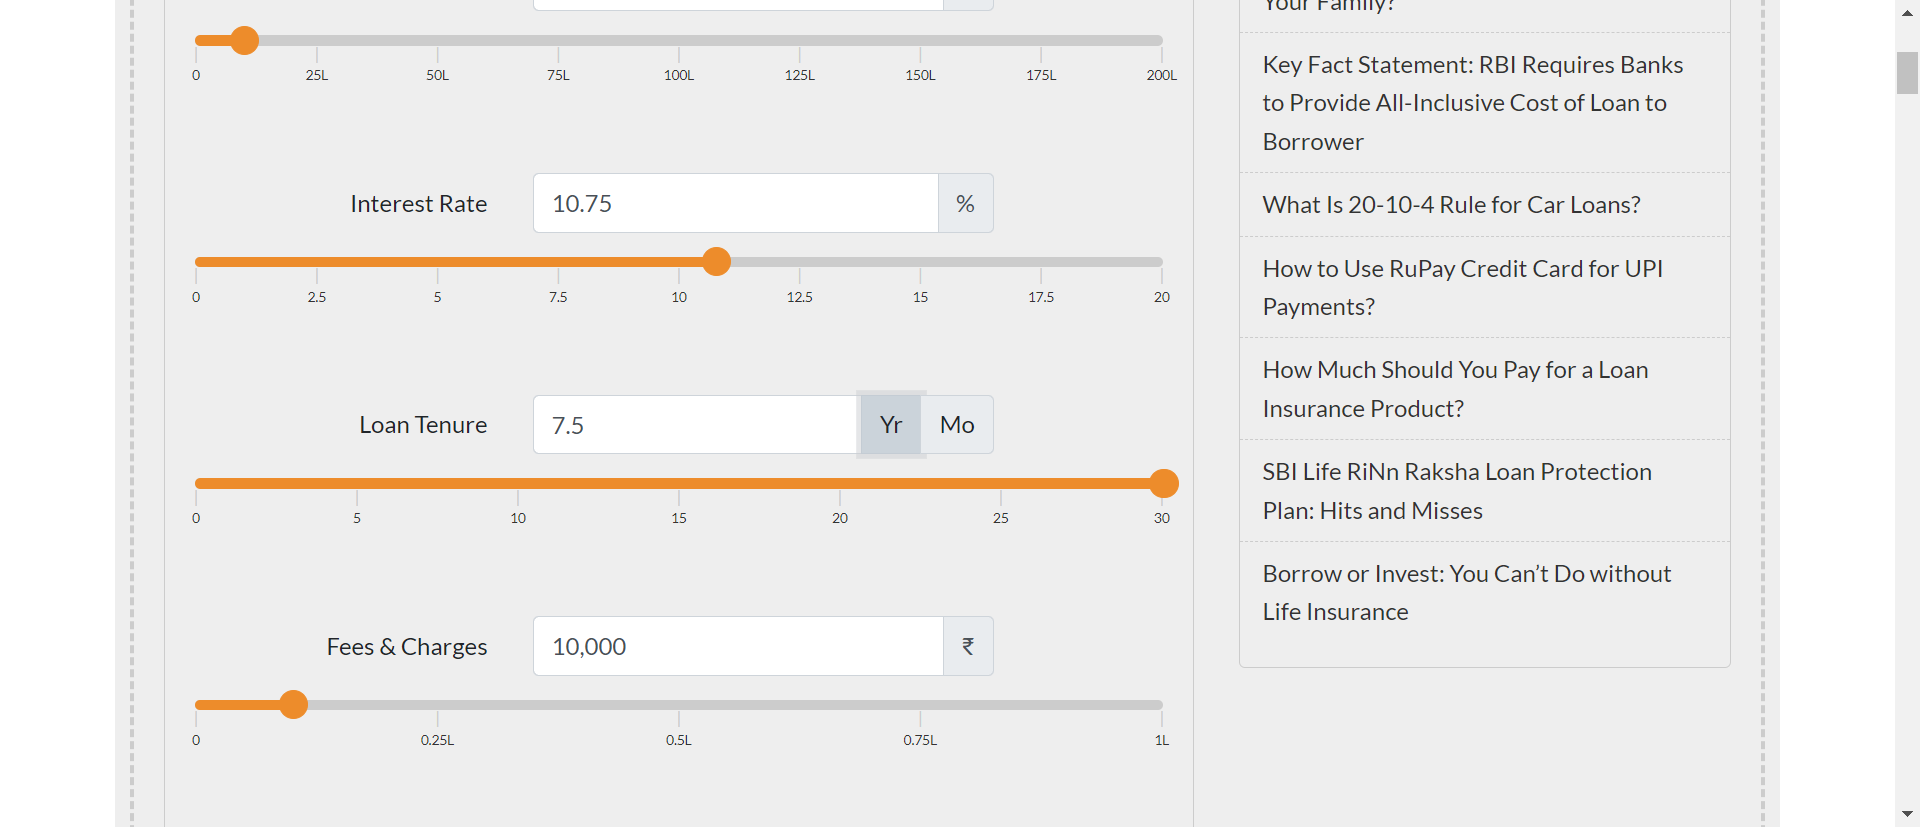 0 25L 50L 75L 100L 125L 150L 175L 200L
Interest Rate 10.75 %
0 2.5 5 7.5 10 12.5 15 17.5 20
Loan Tenure 7.5 Yr Mo
0 5 10 15 20 25 30
Fees & Charges 10,000 ₹
0 0.25L 0.5L 0.75L 1L
Your Family?
Key Fact Statement: RBI Requires Banks
to Provide All-Inclusive Cost of Loan to
Borrower
What Is 20-10-4 Rule for Car Loans?
How to Use RuPay Credit Card for UPI
Payments?
How Much Should You Pay for a Loan
Insurance Product?
SBI Life RiNn Raksha Loan Protection
Plan: Hits and Misses
Borrow or Invest: You Can’t Do without
Life Insurance